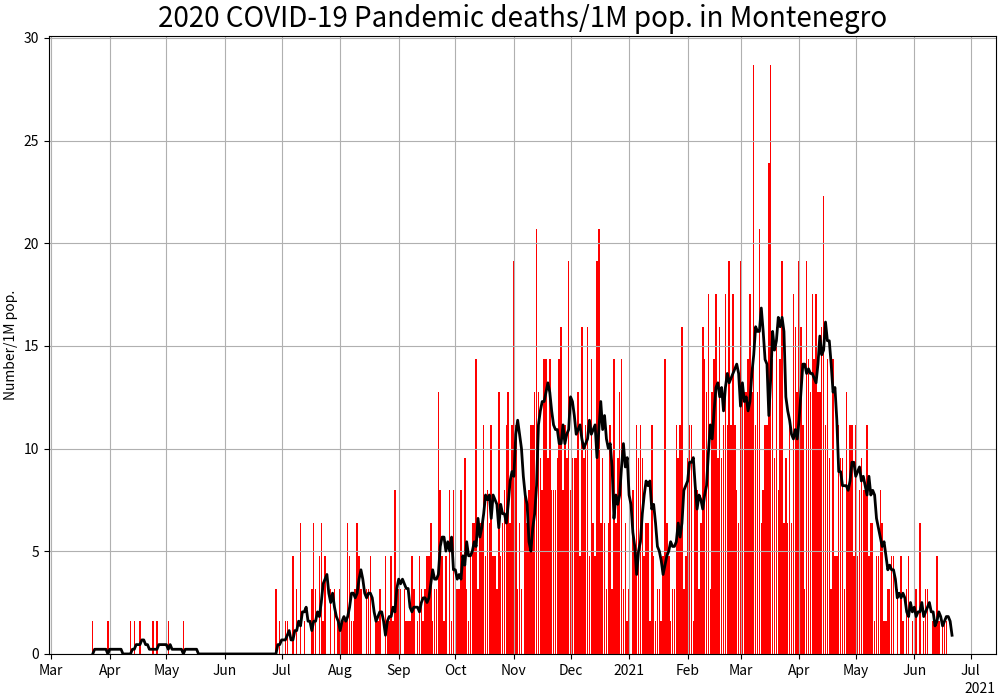 2020 COVID-19 Pandemic deaths/1M pop. in Montenegro
Number/1M pop.
30
25
20
15
10
5
0
Mar Apr May Jun Jul Aug Sep Oct Nov Dec 2021 Feb Mar Apr May Jun Jul
2021